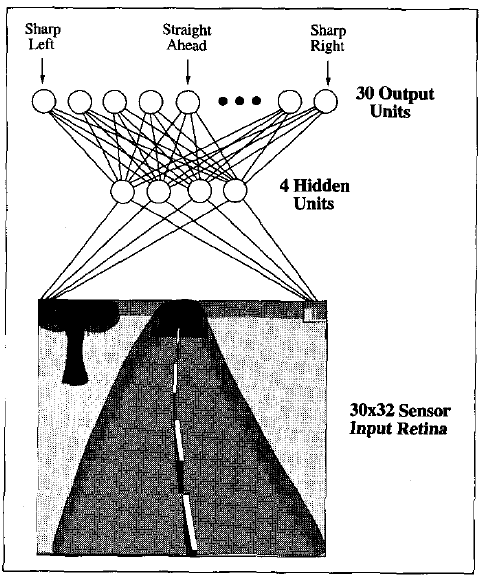 Sharp
Left
Straight
Ahead
Sharp
Right
30 Output
Units
4 Hidden
Units
30x32 Sensor
Input Retina